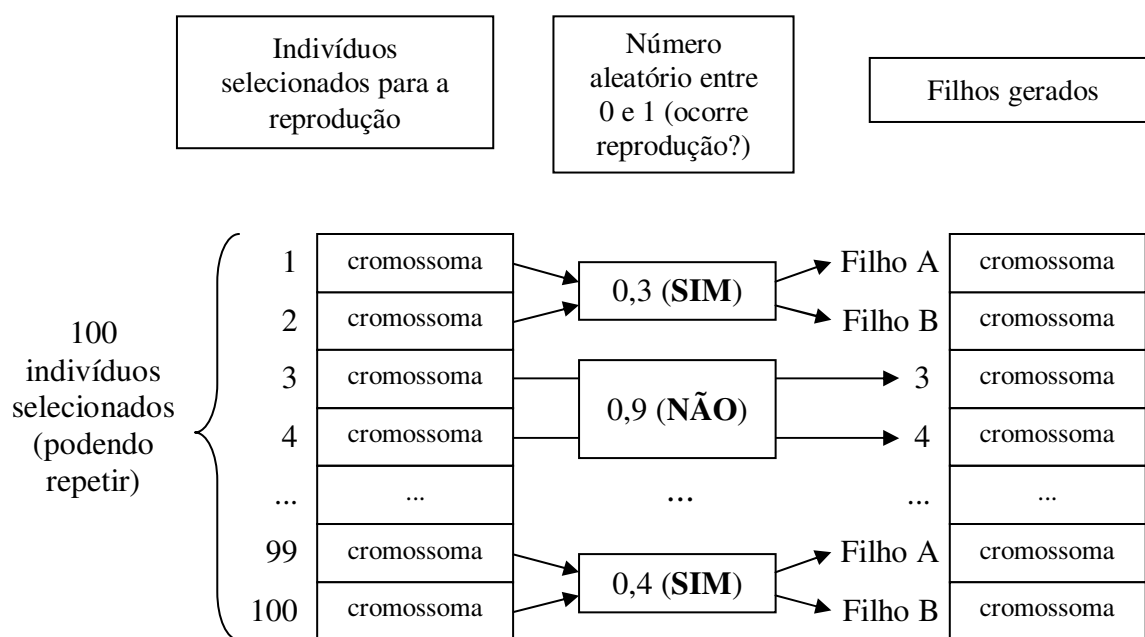 Indivíduos
selecionados para a
reprodução
Número
aleatório entre
0 e 1 (ocorre
reprodução?)
Filhos gerados
100
indivíduos
selecionados
(podendo
repetir)
1 cromossoma 0,3 (SIM) Filho A cromossoma
2 cromossoma Filho B cromossoma
3 cromossoma 0,9 (NÃO) 3 cromossoma
4 cromossoma 4 cromossoma
... ... ... ... ...
99 cromossoma 0,4 (SIM) Filho A cromossoma
100 cromossoma Filho B cromossoma